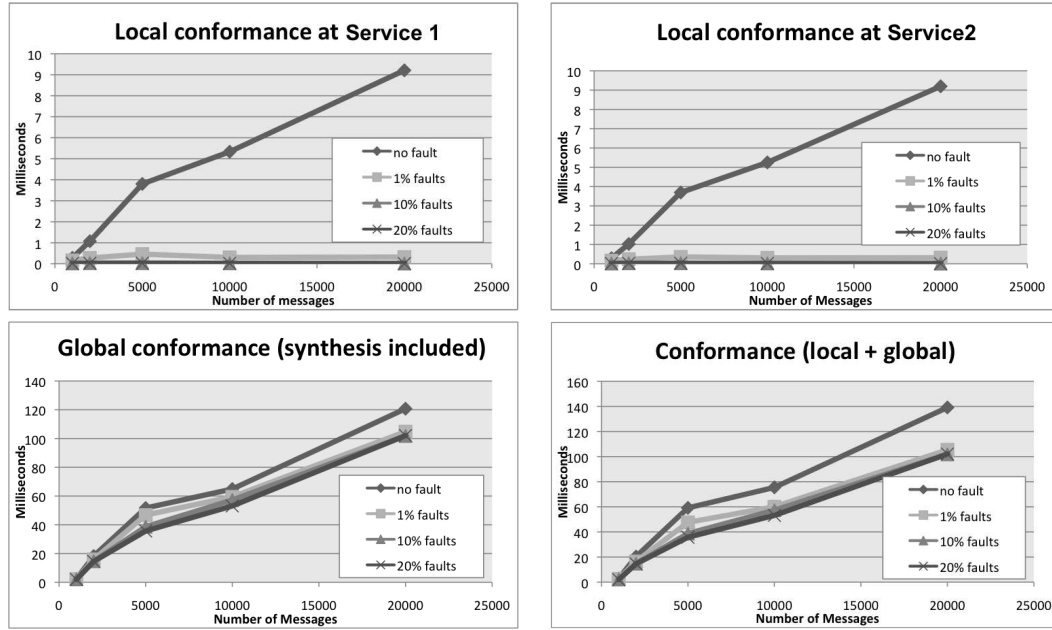 Local conformance at Service 1
10
9
8
7
6
5
4
3
2
1
0
Milliseconds
no fault
1% faults
10% faults
20% faults
0 5000 10000 15000 20000 25000
Number of messages
Local conformance at Service2
10
9
8
7
6
5
4
3
2
1
0
Milliseconds
no fault
1% faults
10% faults
20% faults
0 5000 10000 15000 20000 25000
Number of Messages
Global conformance (synthesis included)
140
120
100
80
60
40
20
0
Milliseconds
no fault
1% faults
10% faults
20% faults
0 5000 10000 15000 20000 25000
Number of Messages
Conformance (local + global)
160
140
120
100
80
60
40
20
0
Milliseconds
no fault
1% faults
10% faults
20% faults
0 5000 10000 15000 20000 25000
Number of Messages